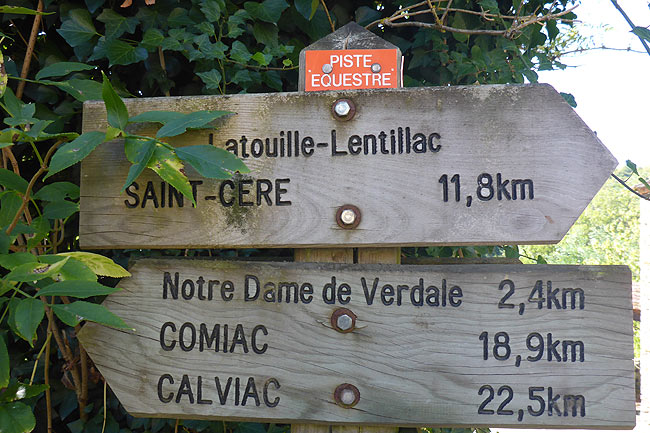 PISTE
EQUESTRE
Latouille-Lentillac
SAINT-CERE 11,8km
Notre Dame de Verdale 2,4km
COMIAC 18,9km
CALVIAC 22,5km